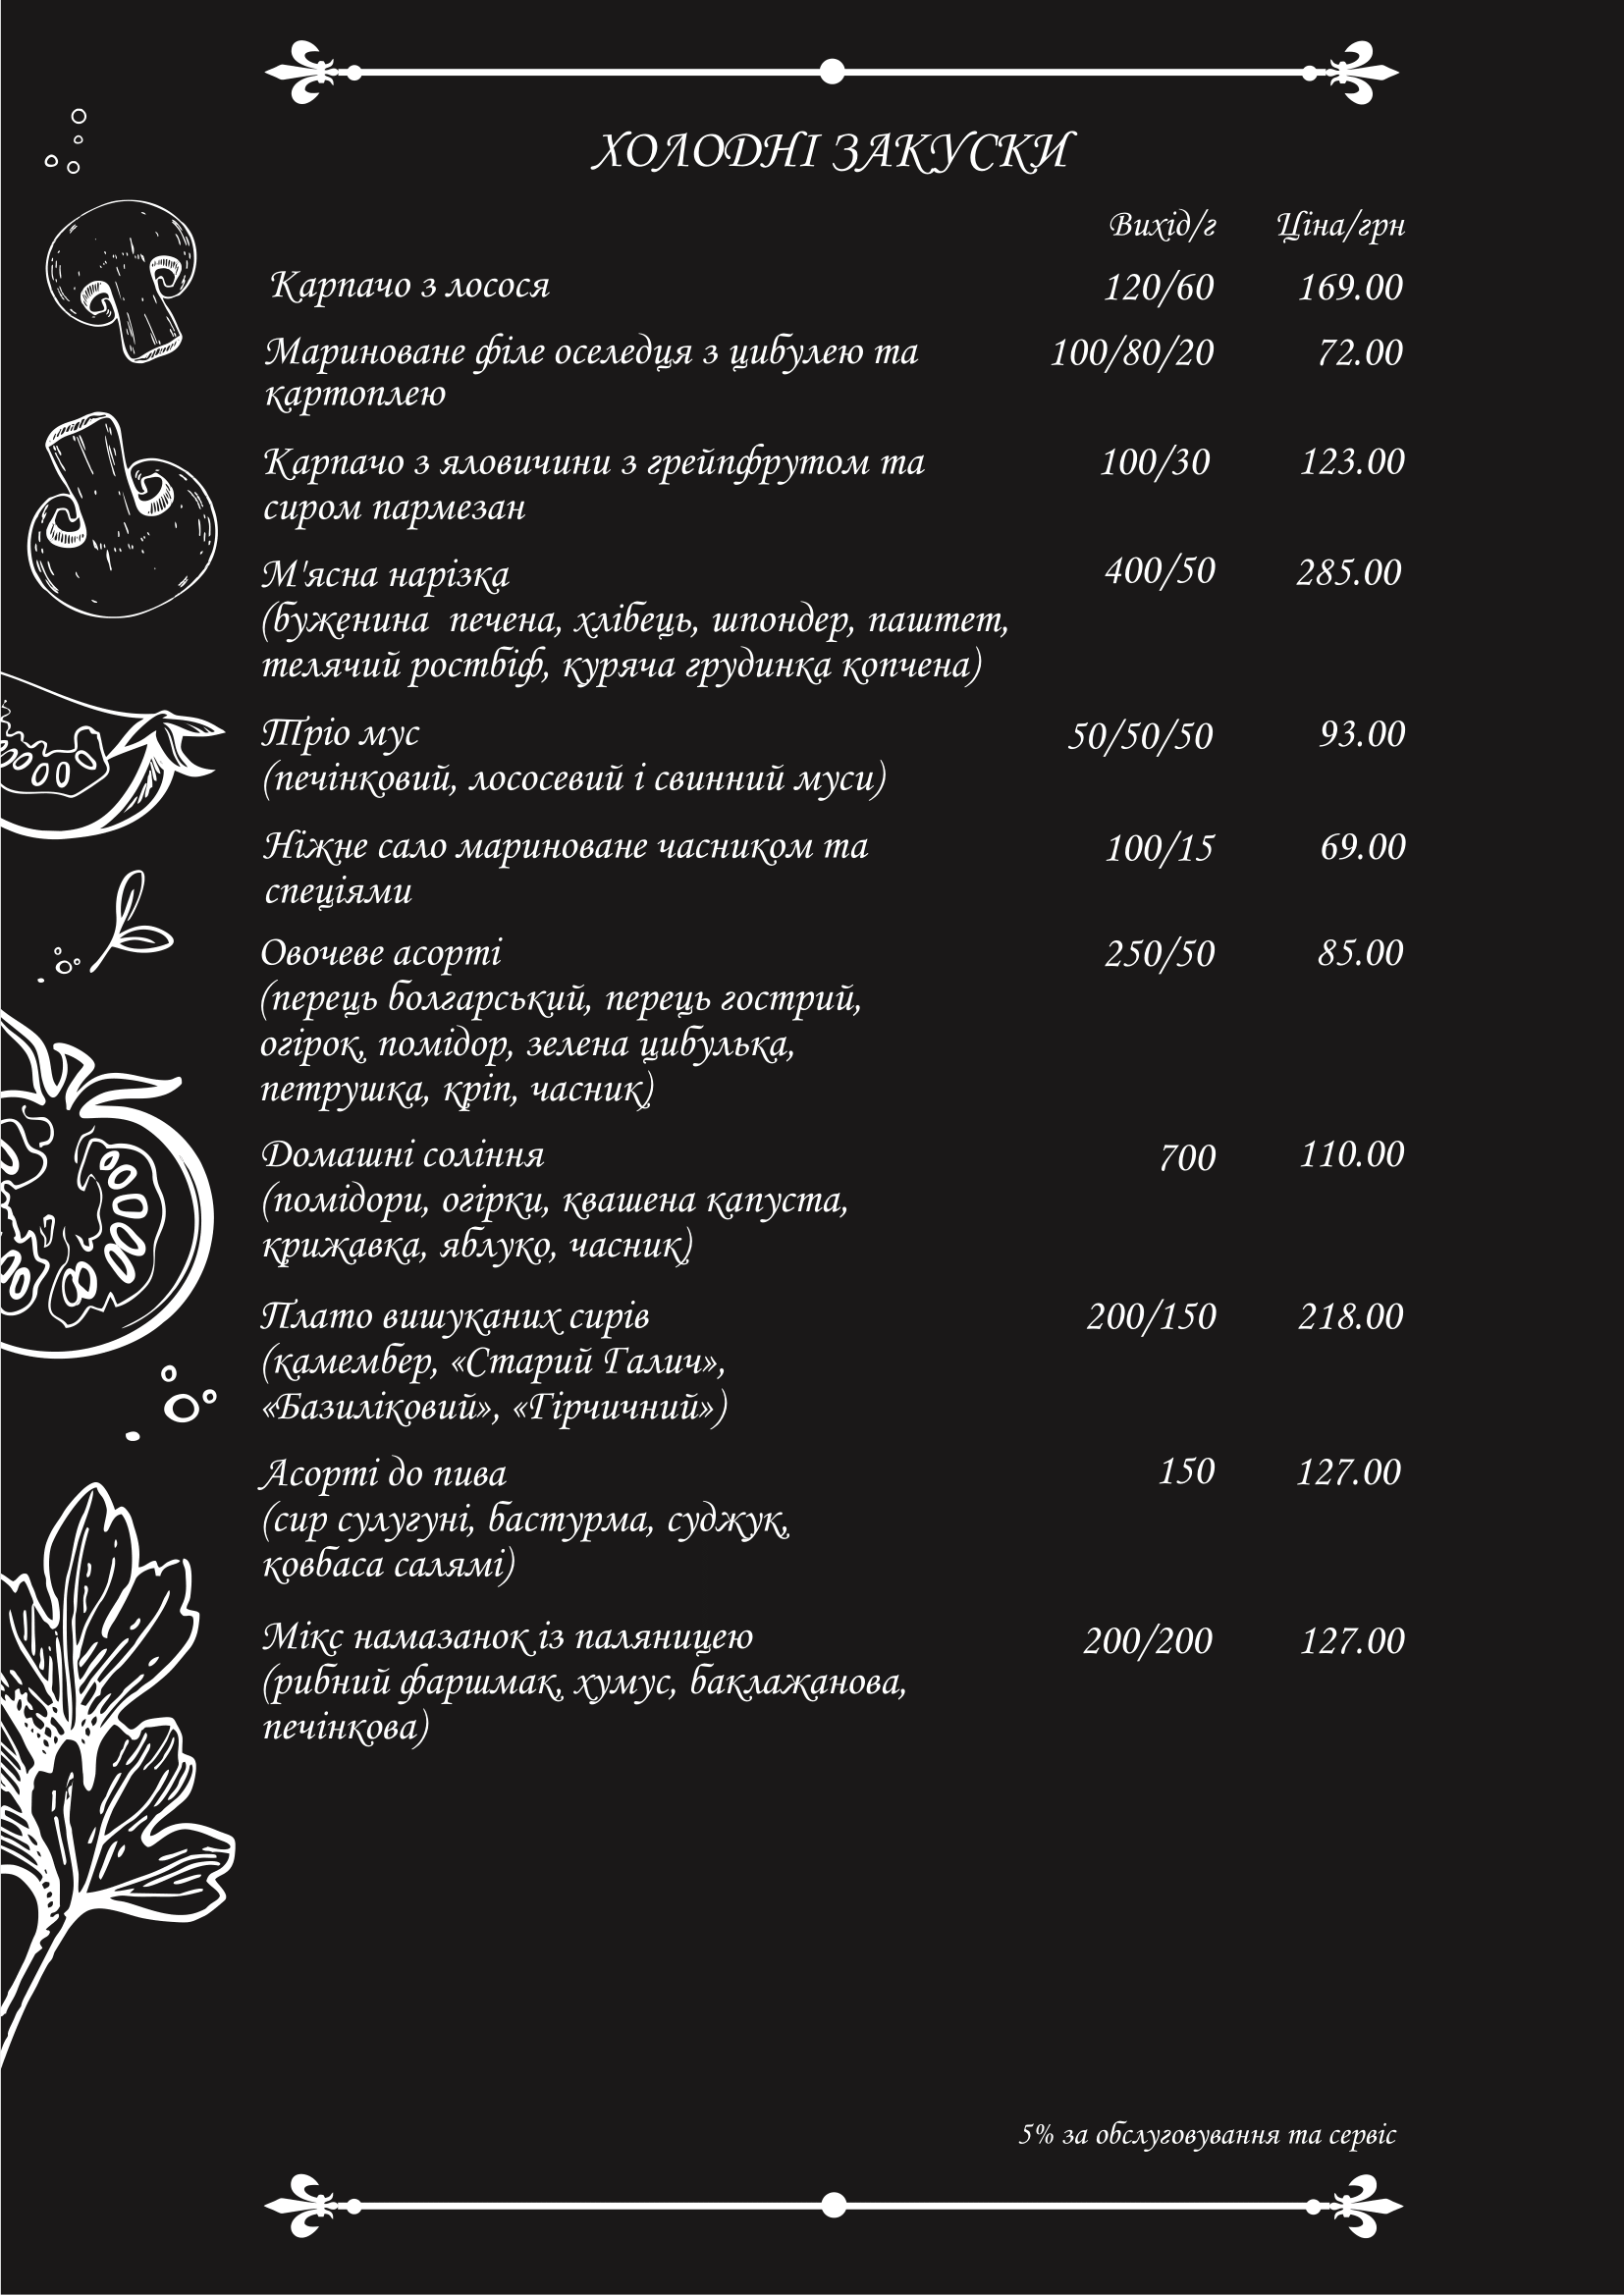 ХОЛОДНІ ЗАКУСКИ
Вихід/г Ціна/грн
Карпачо з лосося 120/60 169.00
Мариноване філе оселедця з цибулею та 100/80/20 72.00
картоплею
Карпачо з яловичини з грейпфрутом та 100/30 123.00
сиром пармезан
М'ясна нарізка 400/50 285.00
(буженина печена, хлібець, шпондер, паштет,
телячий ростбіф, куряча грудинка копчена)
Тріо мус 50/50/50 93.00
(печінковий, лососевий і свинний муси)
Ніжне сало мариноване часником та 100/15 69.00
спеціями
Овочеве асорті 250/50 85.00
(перець болгарський, перець гострий,
огірок, помідор, зелена цибулька,
петрушка, кріп, часник)
Домашні соління 700 110.00
(помідори, огірки, квашена капуста,
крижавка, яблуко, часник)
Плато вишуканих сирів 200/150 218.00
(камембер, «Старий Галич»,
«Базиліковий», «Гірчичний»)
Асорті до пива 150 127.00
(сир сулугуні, бастурма, суджук,
ковбаса салямі)
Мікс намазанок із паляницею 200/200 127.00
(рибний фаршмак, хумус, баклажанова,
печінкова)
5% за обслуговування та сервіс